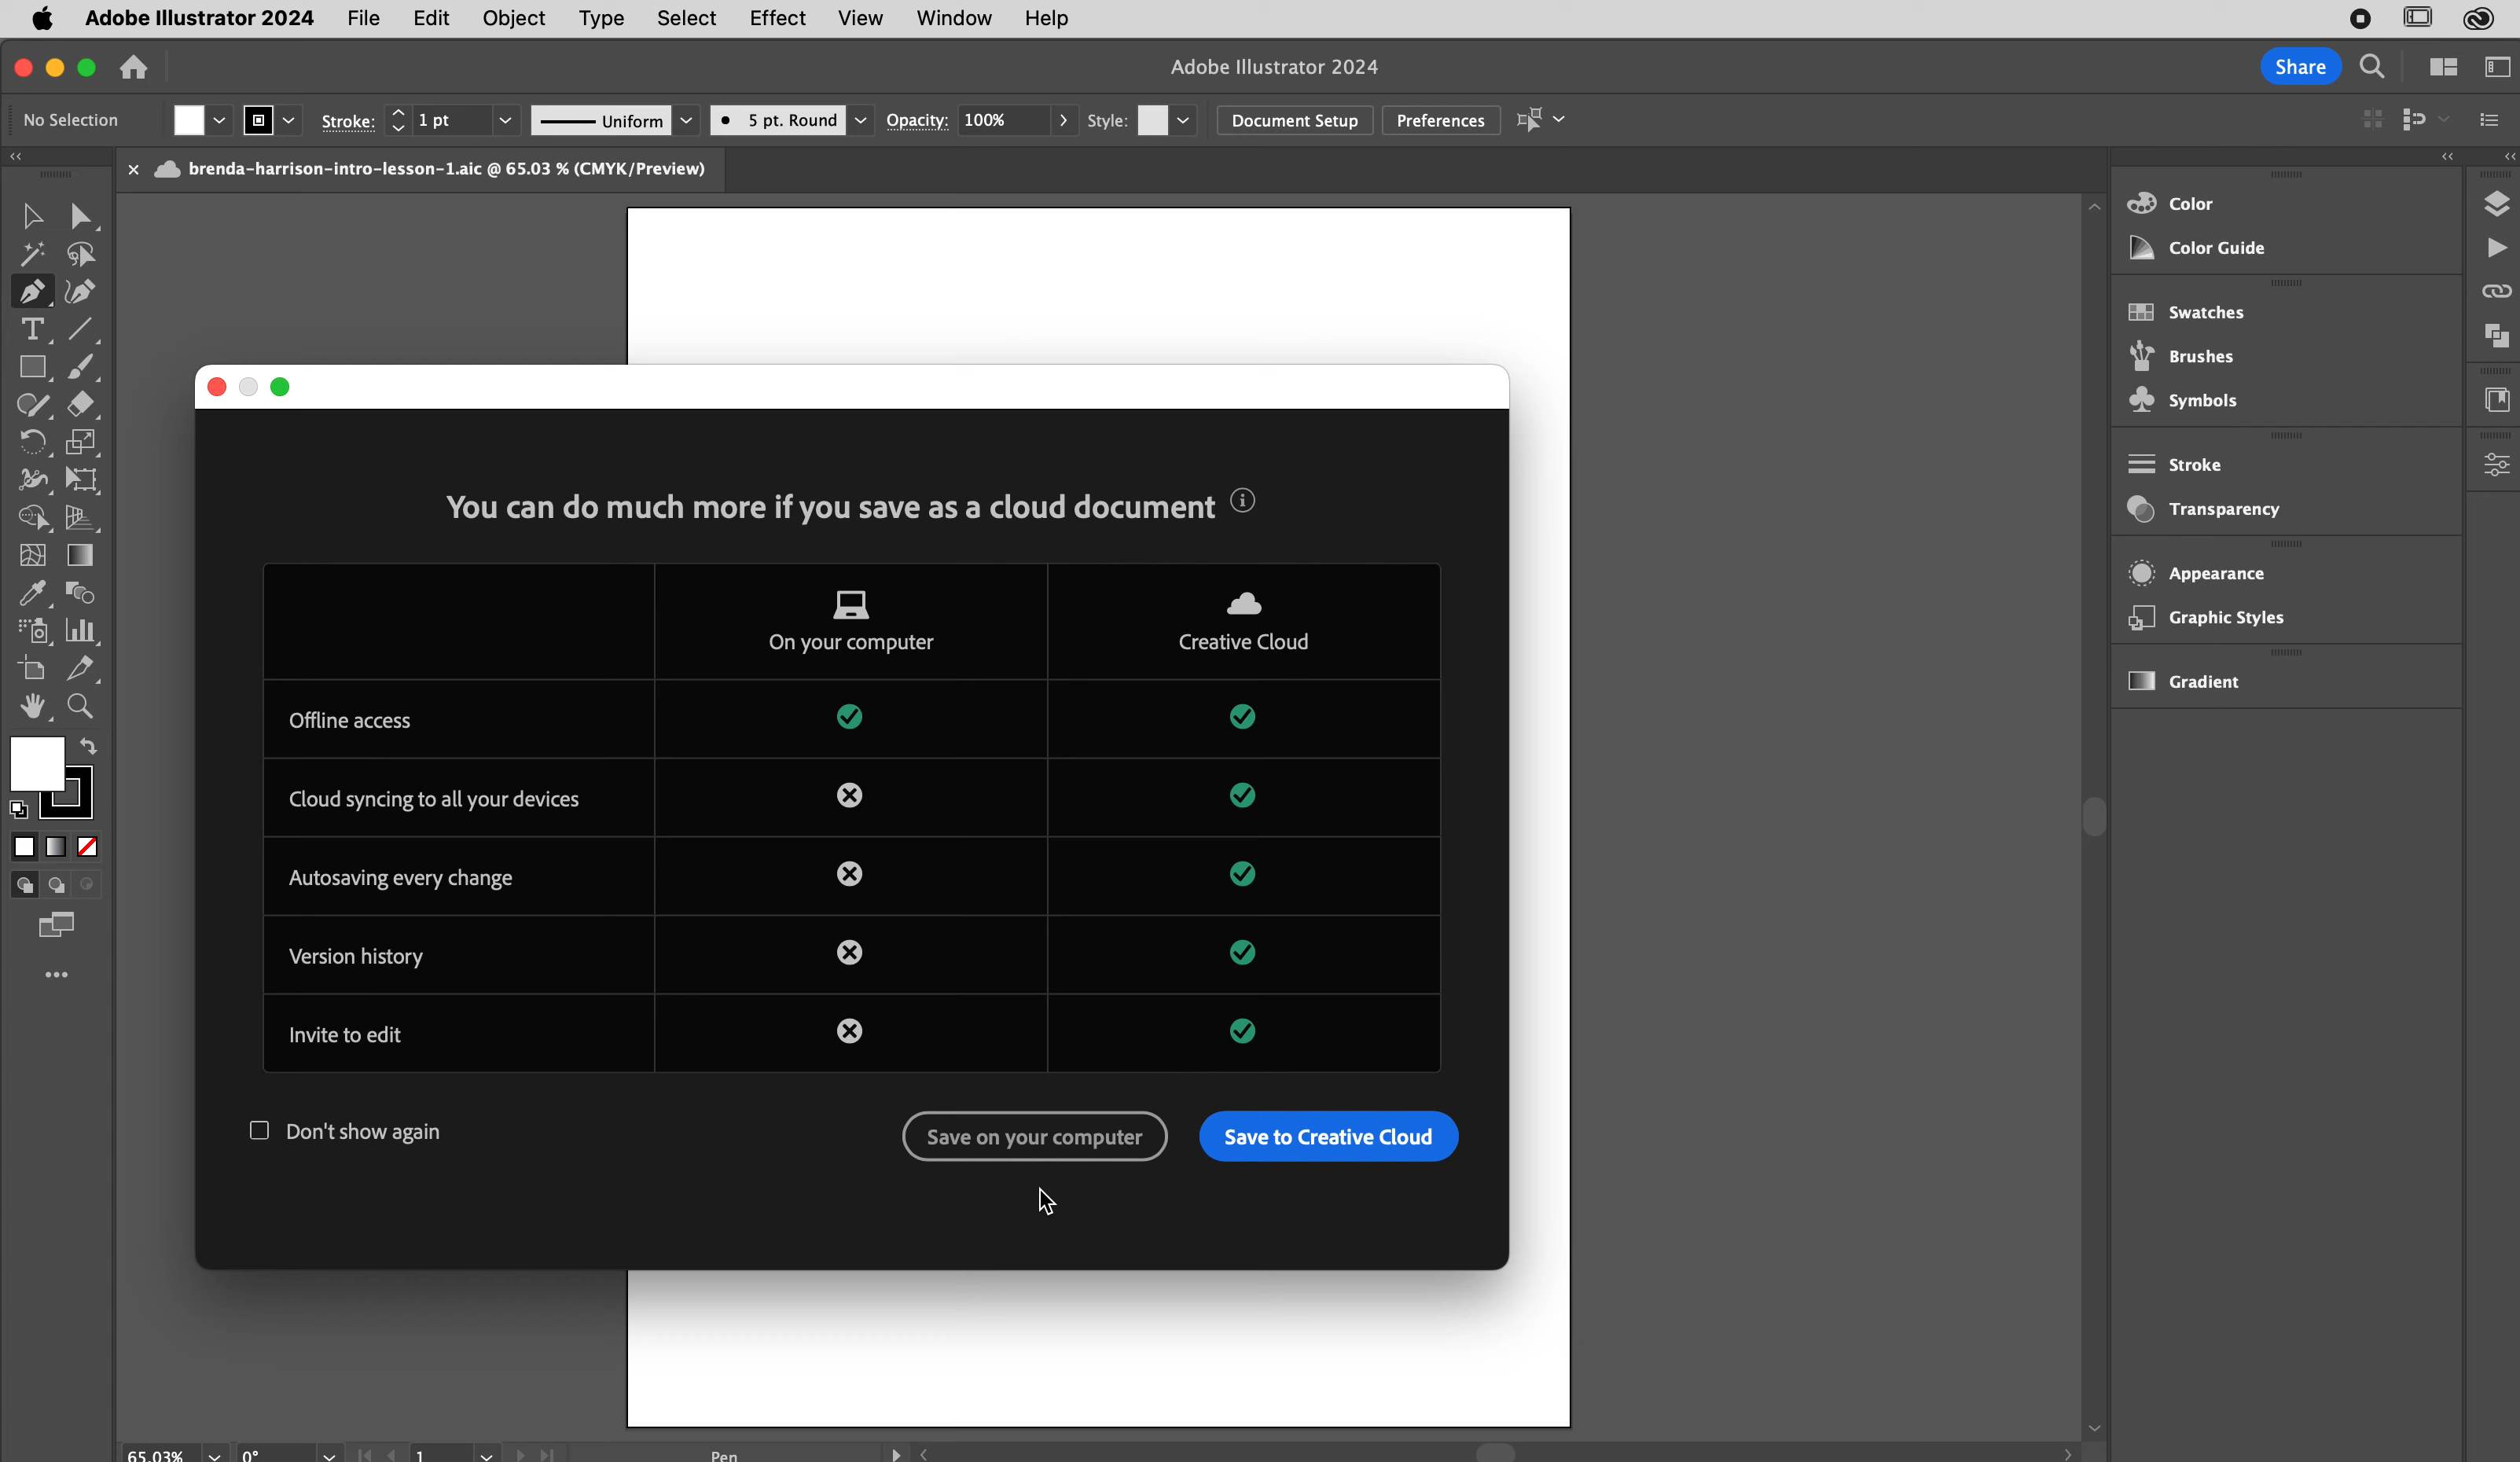 Adobe Illustrator 2024 File Edit Object Type Select Effect View Window Help
Adobe Illustrator 2024
Share
No Selection Stroke: 1 pt Uniform 5 pt. Round Opacity: 100% Style: Document Setup Preferences
brenda-harrison-intro-lesson-1.aic @ 65.03 % (CMYK/Preview)
You can do much more if you save as a cloud document
On your computer Creative Cloud
Offline access
Cloud syncing to all your devices
Autosaving every change
Version history
Invite to edit
Don't show again
Save on your computer Save to Creative Cloud
Color
Color Guide
Swatches
Brushes
Symbols
Stroke
Transparency
Appearance
Graphic Styles
Gradient
65.03% 0° 1 Pen